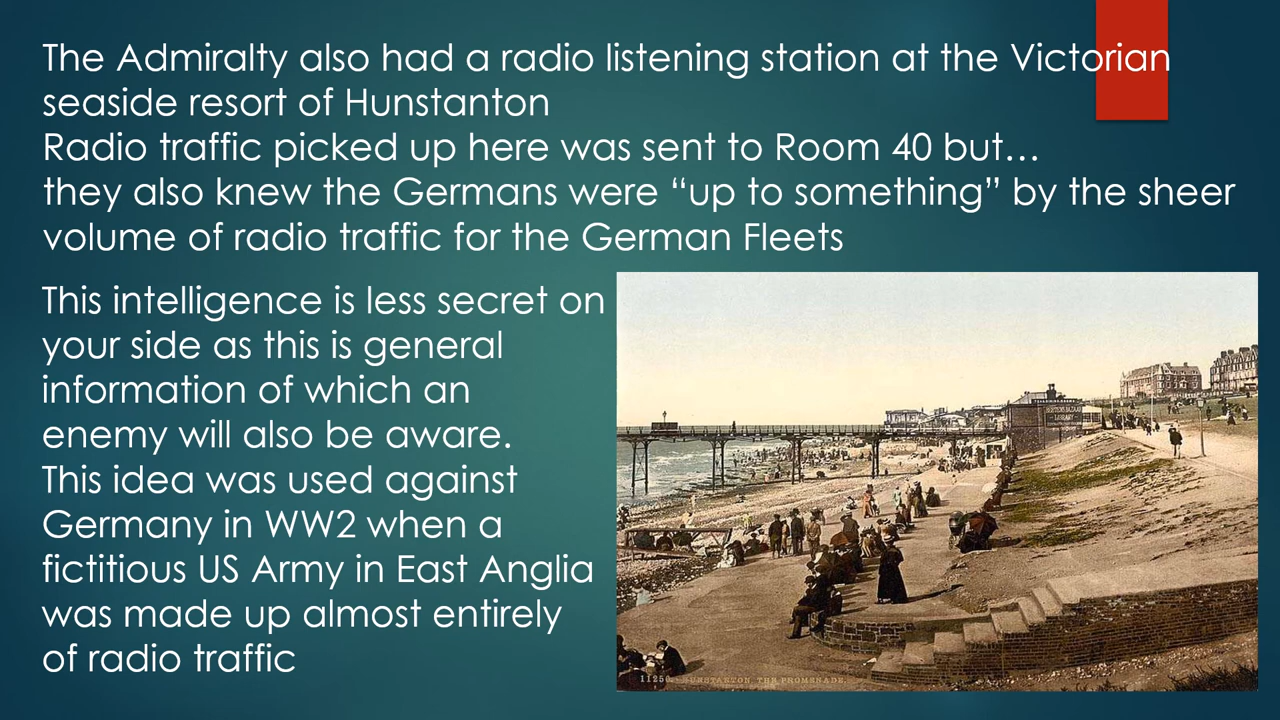 The Admiralty also had a radio listening station at the Victorian
seaside resort of Hunstanton
Radio traffic picked up here was sent to Room 40 but…
they also knew the Germans were “up to something” by the sheer
volume of radio traffic for the German Fleets
This intelligence is less secret on
your side as this is general
information of which an
enemy will also be aware.
This idea was used against
Germany in WW2 when a
fictitious US Army in East Anglia
was made up almost entirely
of radio traffic
LIBRARY
HUNSTANTON THE PROMENADE.